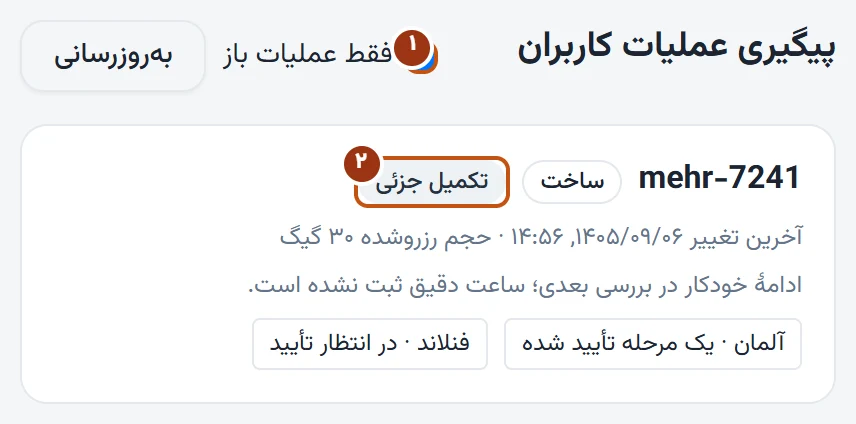 پیگیری عملیات کاربران
۱
فقط عملیات باز
به‌روزرسانی
mehr-7241
ساخت
تکمیل جزئی
۲
آخرین تغییر ۱۴۰۵/۰۹/۰۶, ۱۴:۵۶ · حجم رزروشده ۳۰ گیگ
ادامهٔ خودکار در بررسی بعدی؛ ساعت دقیق ثبت نشده است.
آلمان · یک مرحله تأیید شده
فنلاند · در انتظار تأیید